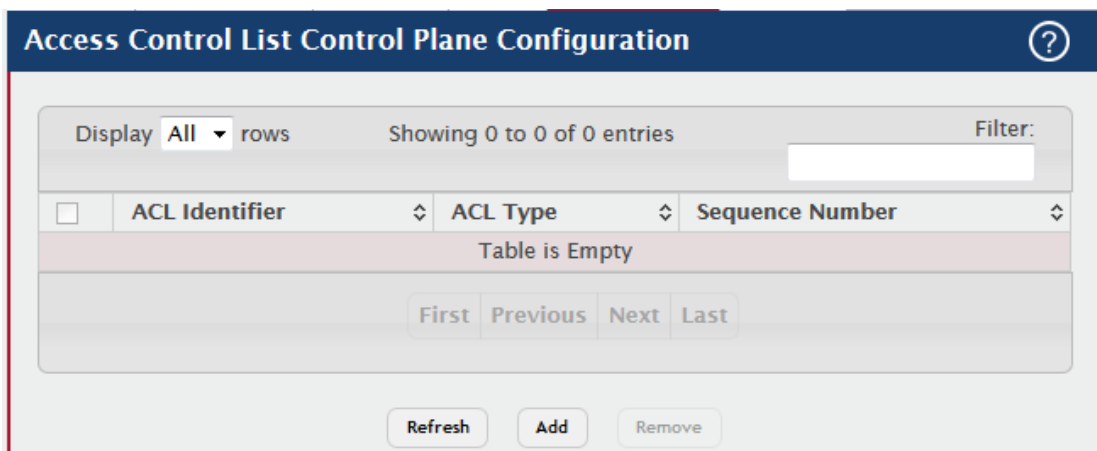 Access Control List Control Plane Configuration ?
Display All rows Showing 0 to 0 of 0 entries Filter:
ACL Identifier ACL Type Sequence Number
Table is Empty
First Previous Next Last
Refresh Add Remove